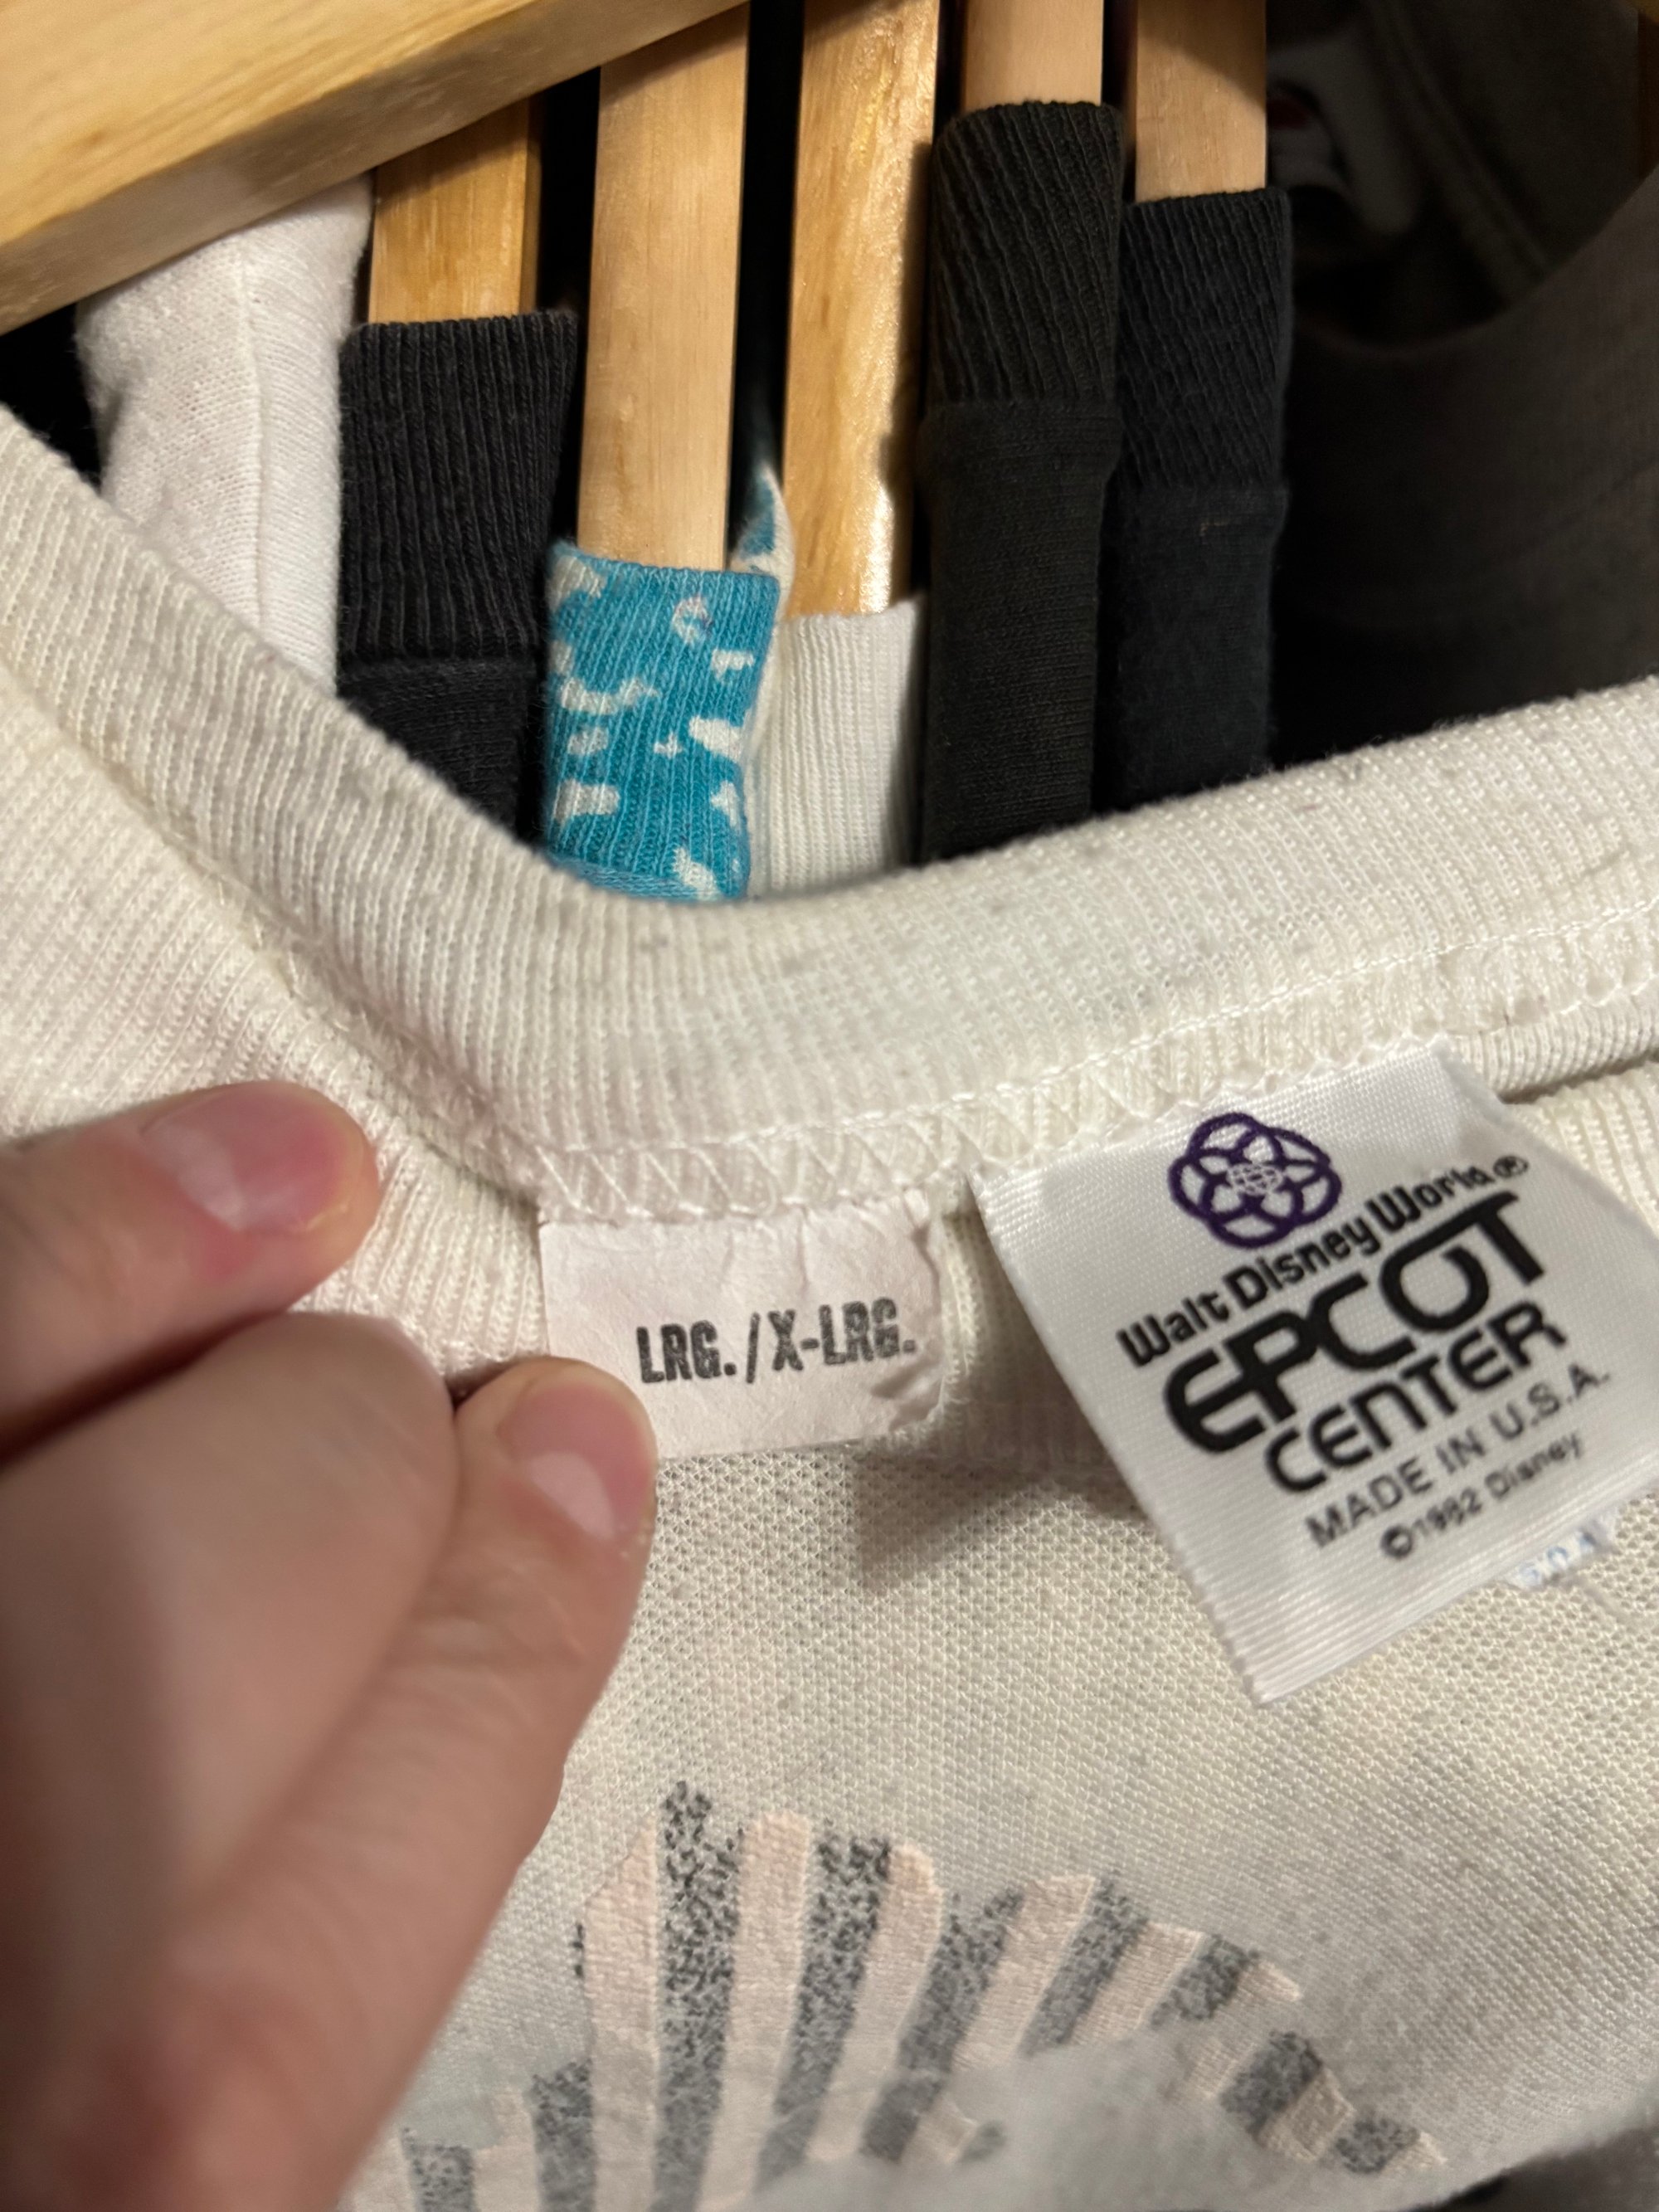 LRG./X-LRG.
Walt Disney World®
EPCOT
CENTER
MADE IN U.S.A.
©1982 Disney